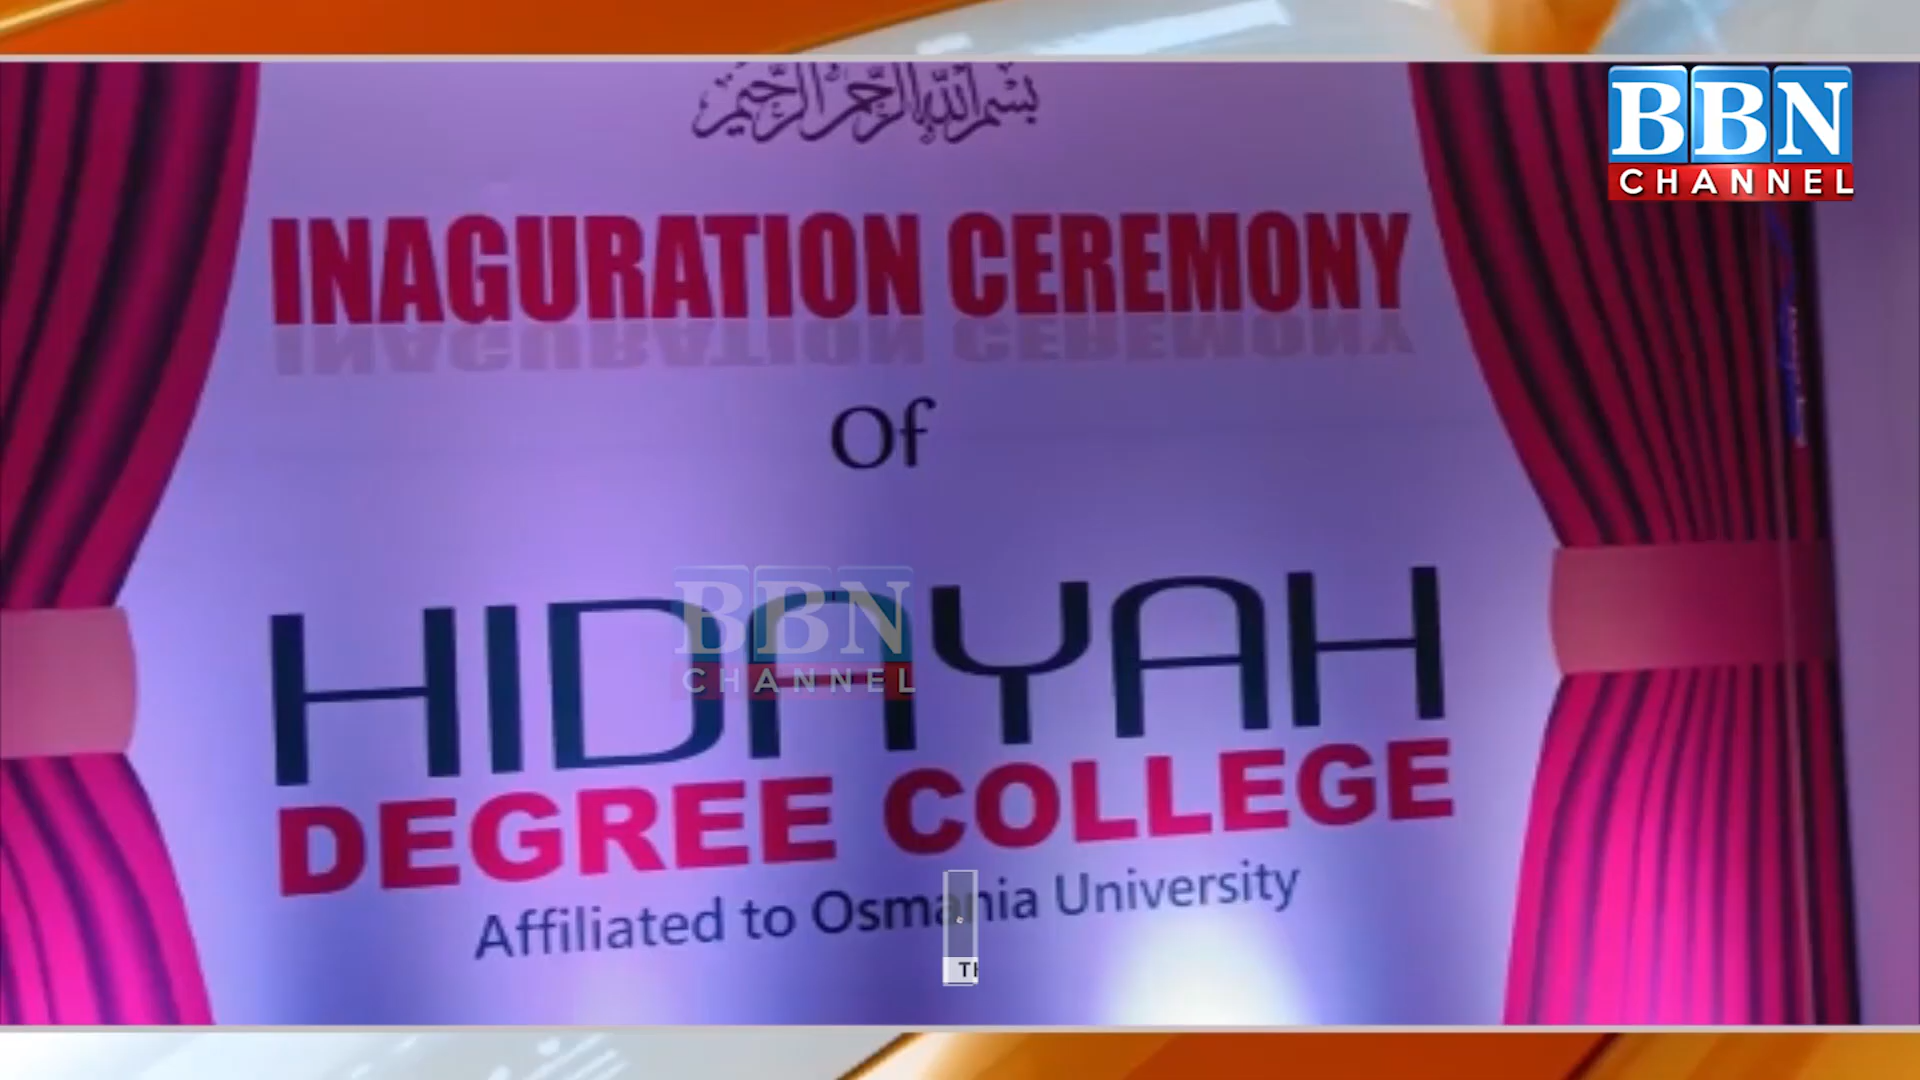 بسم الله الرحمن الرحيم
BBN
CHANNEL
INAGURATION CEREMONY
Of
HIDAYAH
BBN
CHANNEL
DEGREE COLLEGE
Affiliated to Osmania University